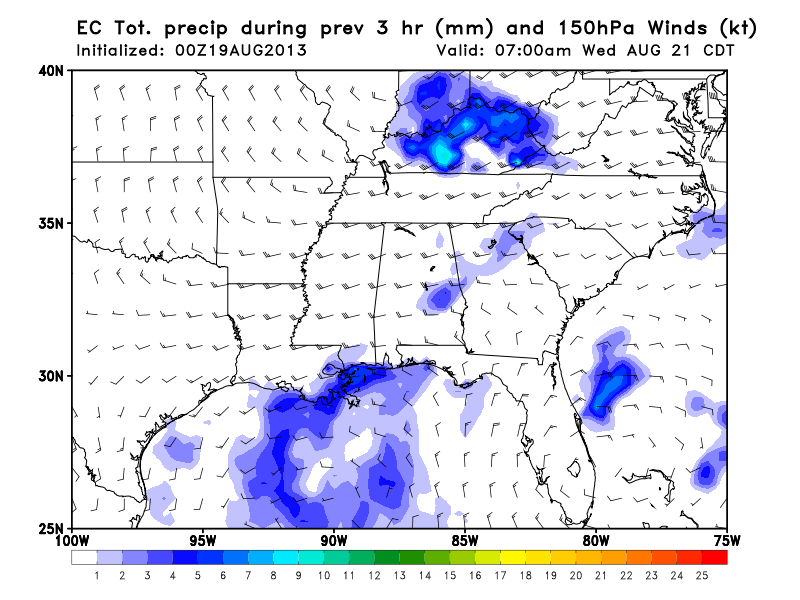 EC Tot. precip during prev 3 hr (mm) and 150hPa Winds (kt)
Initialized: 00Z19AUG2013 Valid: 07:00am Wed AUG 21 CDT
40N
35N
30N
25N
100W 95W 90W 85W 80W 75W
1 2 3 4 5 6 7 8 9 10 11 12 13 14 15 16 17 18 19 20 21 22 23 24 25